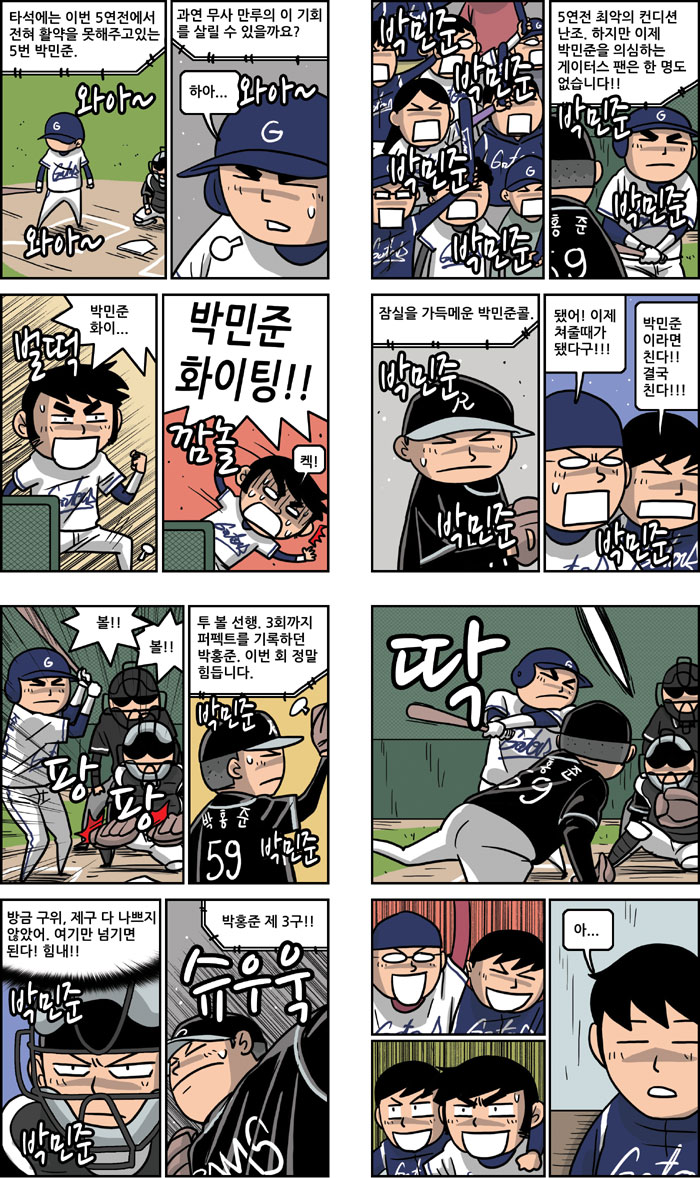 타석에는 이번 5연전에서
전혀 활약을 못해주고있는
5번 박민준.
와아~
G
와아~
과연 무사 만루의 이 기회
를 살릴 수 있을까요?
하아...
와아~
G
박민준
화이...
벌떡
Gators
박민준
화이팅!!
깜놀
켁!
Gators
박민준
박민준
박민준
박민준
G
Gators
5연전 최악의 컨디션
난조. 하지만 이제
박민준을 의심하는
게이터스 팬은 한 명도
없습니다!!
박민준
박민준
홍 준
59
잠실을 가득메운 박민준콜.
박민준
박민준
됐어! 이제
쳐줄때가
됐다구!!!
박민준
이라면
친다!!
결국
친다!!!
박민준
볼!!
볼!!
G
팡
팡
투 볼 선행. 3회까지
퍼펙트를 기록하던
박홍준. 이번 회 정말
힘듭니다.
박민준
박홍준
59
박민준
방금 구위, 제구 다 나쁘지
않았어. 여기만 넘기면
된다! 힘내!!
박민준
박민준
박홍준 제 3구!!
슈우욱
딱
G
Gators
홍 준
59
아...